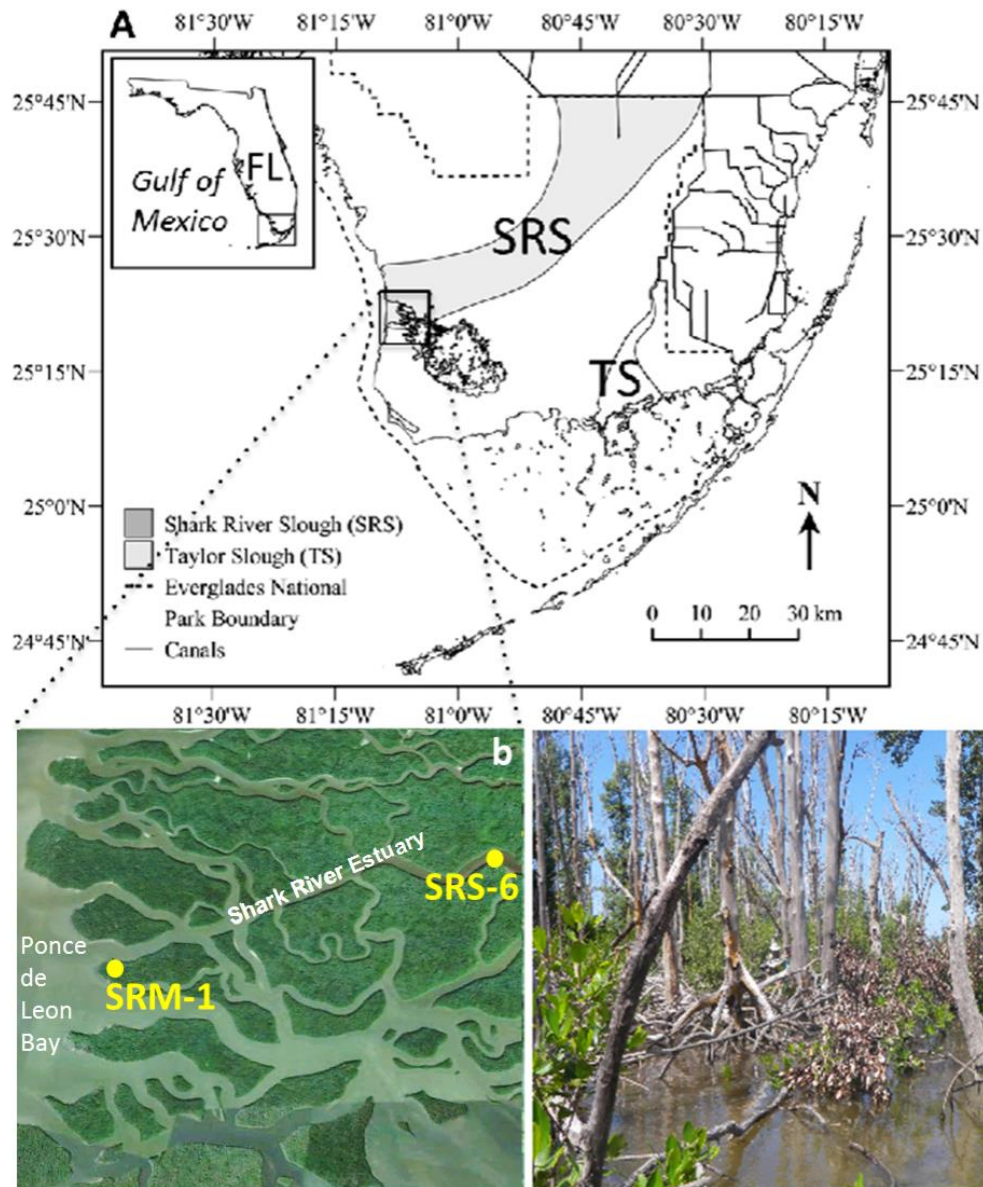 A
81°30'W 81°15'W 81°0'W 80°45'W 80°30'W 80°15'W
25°45'N 25°45'N
FL
Gulf of
Mexico
25°30'N 25°30'N
SRS
25°15'N 25°15'N
TS
25°0'N 25°0'N
N
Shark River Slough (SRS)
Taylor Slough (TS)
Everglades National
Park Boundary
Canals
0 10 20 30 km
24°45'N 24°45'N
81°30'W 81°15'W 81°0'W 80°45'W 80°30'W 80°15'W
b
Shark River Estuary
SRS-6
Ponce
de
Leon
Bay
SRM-1